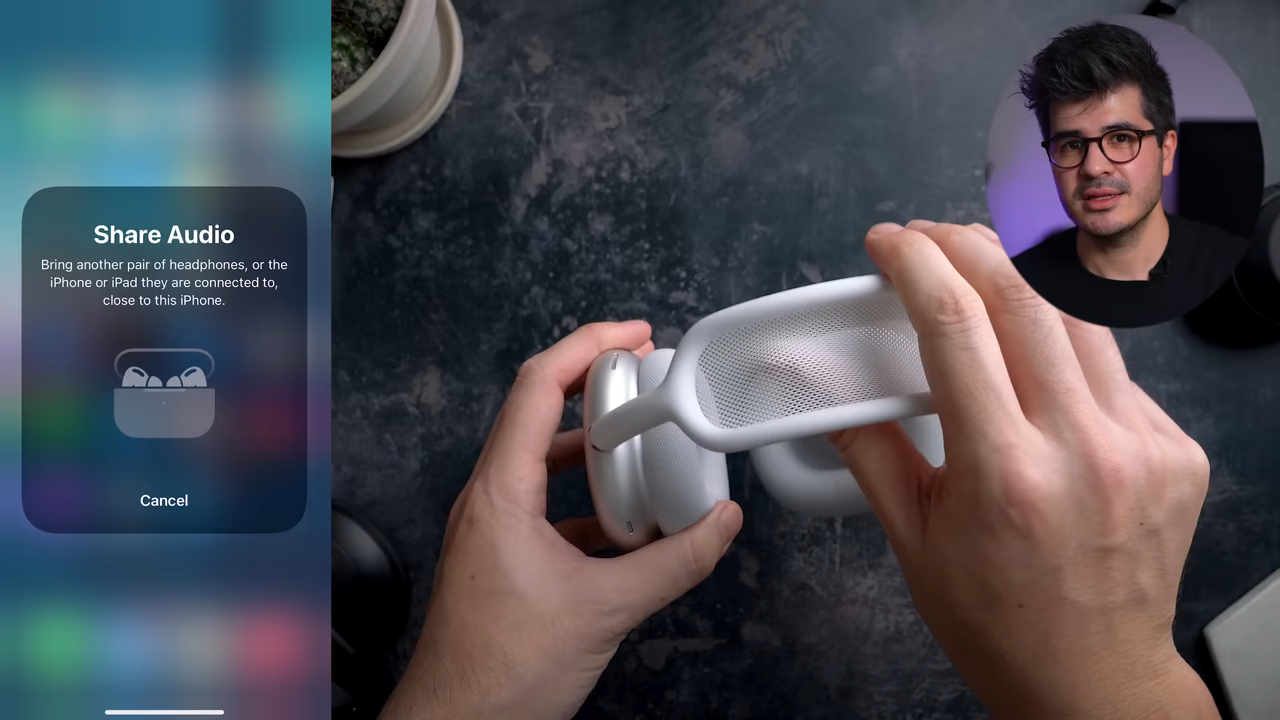 Share Audio
Bring another pair of headphones, or the
iPhone or iPad they are connected to,
close to this iPhone.
Cancel